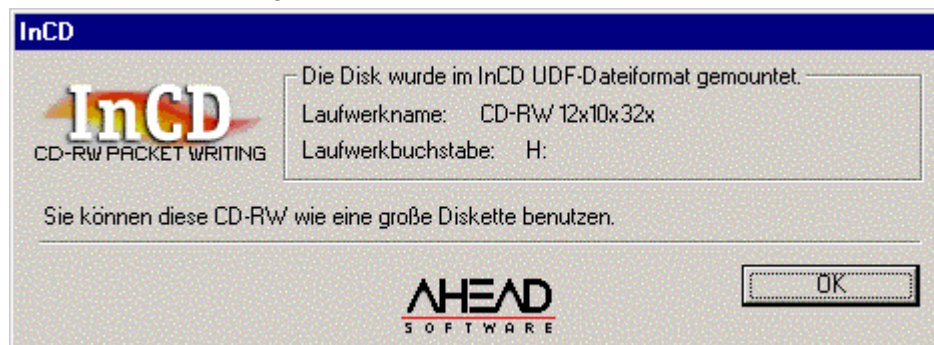 InCD
InCD
CD-RW PACKET WRITING
Die Disk wurde im InCD UDF-Dateiformat gemountet.
Laufwerkname: CD-RW 12x10x32x
Laufwerkbuchstabe: H:
Sie können diese CD-RW wie eine große Diskette benutzen.
AHEAD
SOFTWARE
OK